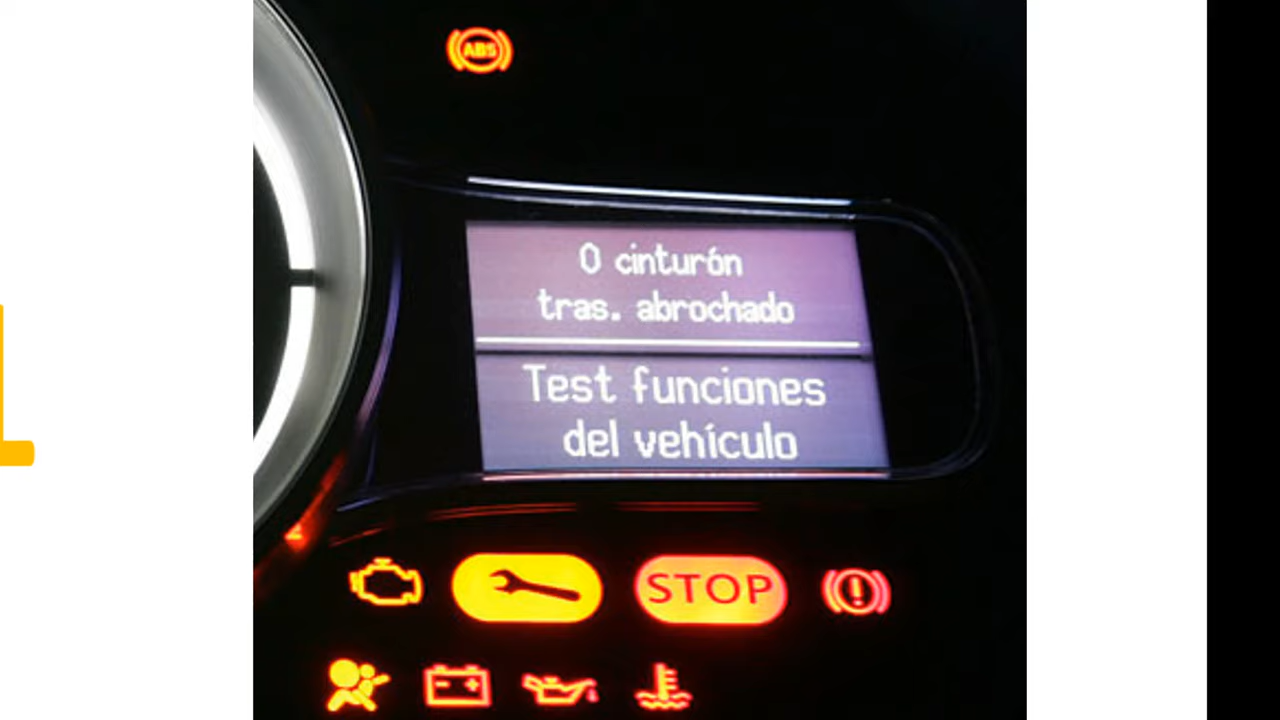 ABS
0 cinturón
tras. abrochado
Test funciones
del vehículo
STOP